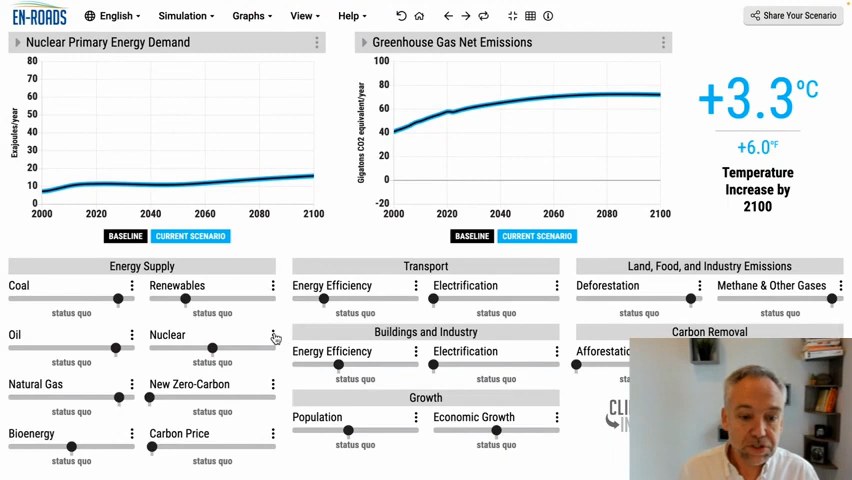 EN-ROADS
English
Simulation
Graphs
View
Help
Share Your Scenario
Nuclear Primary Energy Demand
80
70
60
50
40
30
20
10
0
Exajoules/year
2000
2020
2040
2060
2080
2100
BASELINE
CURRENT SCENARIO
Greenhouse Gas Net Emissions
100
80
60
40
20
0
-20
Gigatons CO2 equivalent/year
2000
2020
2040
2060
2080
2100
BASELINE
CURRENT SCENARIO
+3.3ºC
+6.0ºF
Temperature
Increase by
2100
Energy Supply
Coal
status quo
Renewables
status quo
Oil
status quo
Nuclear
status quo
Natural Gas
status quo
New Zero-Carbon
status quo
Bioenergy
status quo
Carbon Price
status quo
Transport
Energy Efficiency
status quo
Electrification
status quo
Buildings and Industry
Energy Efficiency
status quo
Electrification
status quo
Growth
Population
status quo
Economic Growth
status quo
Land, Food, and Industry Emissions
Deforestation
status quo
Methane & Other Gases
status quo
Carbon Removal